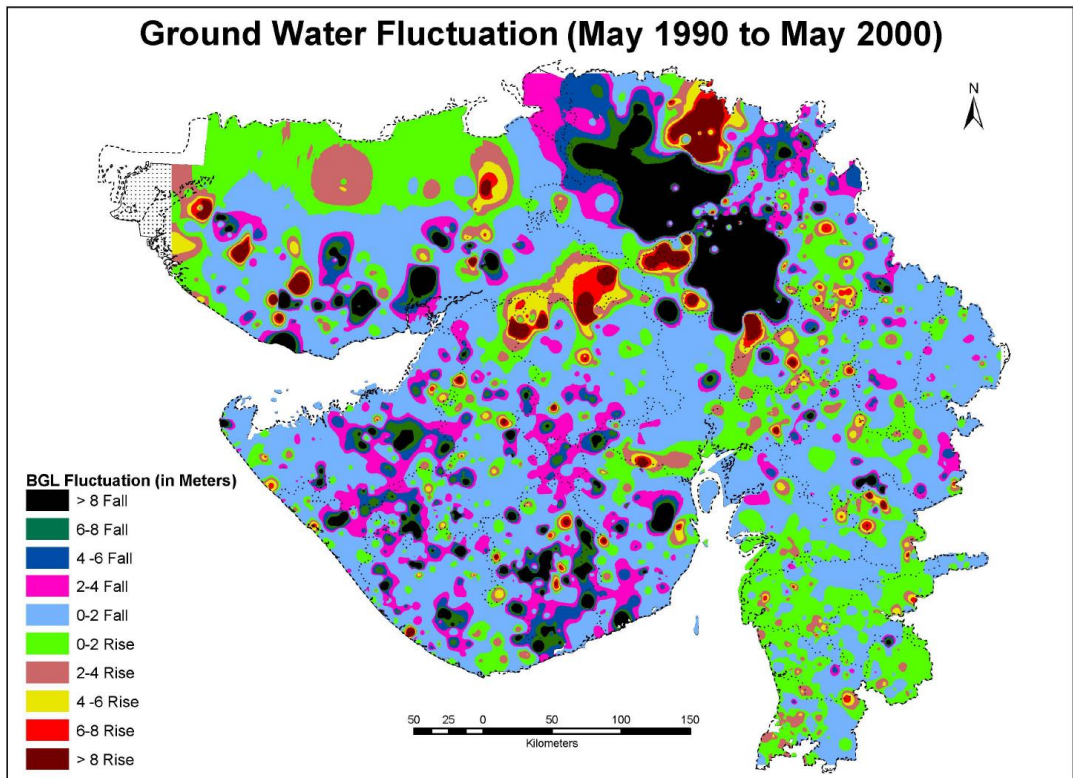 Ground Water Fluctuation (May 1990 to May 2000)
N
BGL Fluctuation (in Meters)
> 8 Fall
6-8 Fall
4 -6 Fall
2-4 Fall
0-2 Fall
0-2 Rise
2-4 Rise
4 -6 Rise
6-8 Rise
> 8 Rise
50 25 0 50 100 150
Kilometers